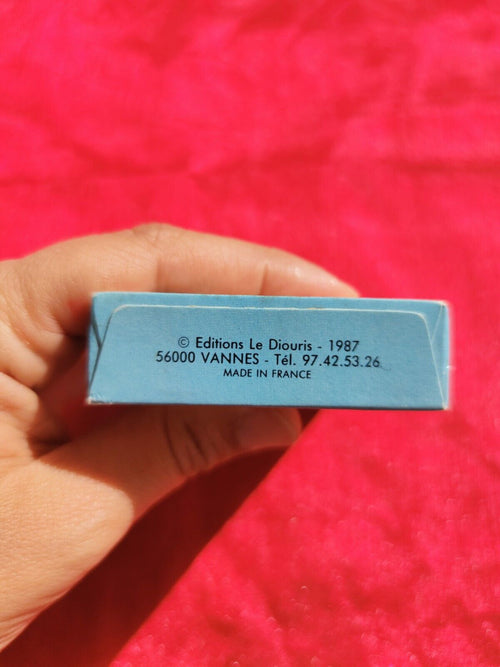 © Editions Le Diouris - 1987
56000 VANNES - Tél. 97.42.53.26
MADE IN FRANCE